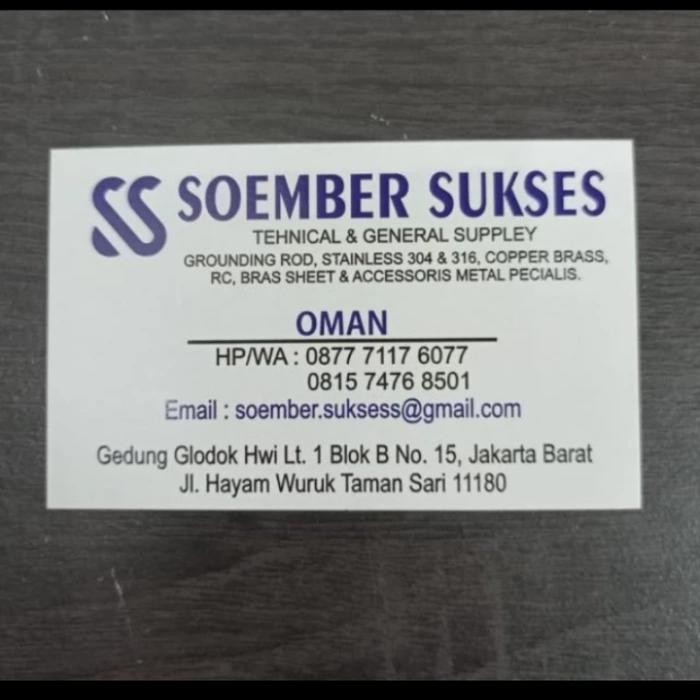 SS SOEMBER SUKSES
TEHNICAL & GENERAL SUPPLEY
GROUNDING ROD, STAINLESS 304 & 316, COPPER BRASS,
RC, BRAS SHEET & ACCESSORIS METAL PECIALIS.
OMAN
HP/WA : 0877 7117 6077
0815 7476 8501
Email : soember.suksess@gmail.com
Gedung Glodok Hwi Lt. 1 Blok B No. 15, Jakarta Barat
Jl. Hayam Wuruk Taman Sari 11180